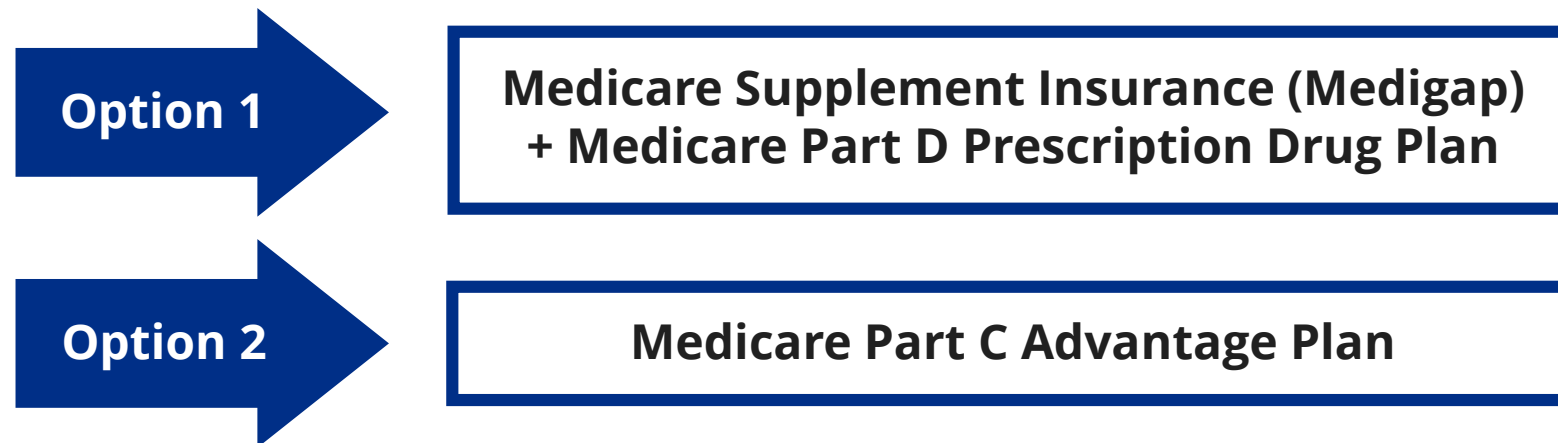 Option 1
Medicare Supplement Insurance (Medigap)
+ Medicare Part D Prescription Drug Plan
Option 2
Medicare Part C Advantage Plan